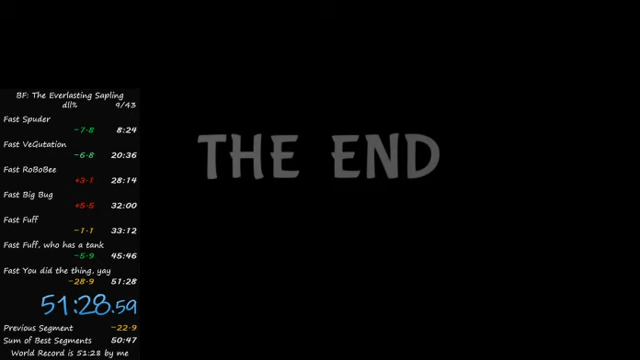 BF: The Everlasting Sapling
dll% 9/43
Fast Spuder
-7.8 8:24
Fast VeGutation
-6.8 20:36
Fast RoBoBee
+3.1 28:14
Fast Big Bug
+5.5 32:00
Fast Fuff
-1.1 33:12
Fast Fuff, who has a tank
-5.9 45:46
Fast You did the thing, yay
-28.9 51:28
51:28.59
Previous Segment -22.9
Sum of Best Segments 50:47
World Record is 51:28 by me
THE END